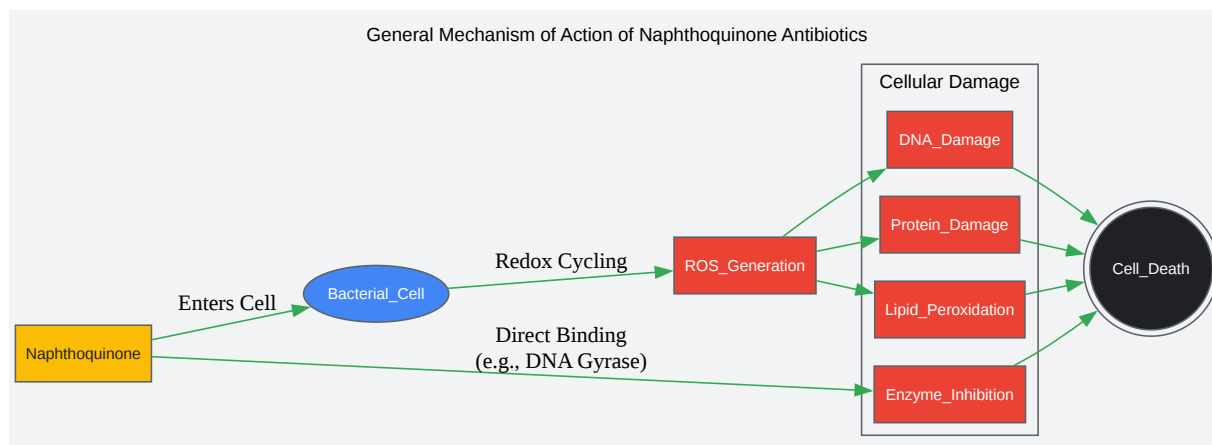 General Mechanism of Action of Naphthoquinone Antibiotics
Cellular Damage
DNA_Damage
Protein_Damage
Redox Cycling
ROS_Generation
Cell_Death
Enters Cell
Bacterial_Cell
Lipid_Peroxidation
Direct Binding
(e.g., DNA Gyrase)
Naphthoquinone
Enzyme_Inhibition